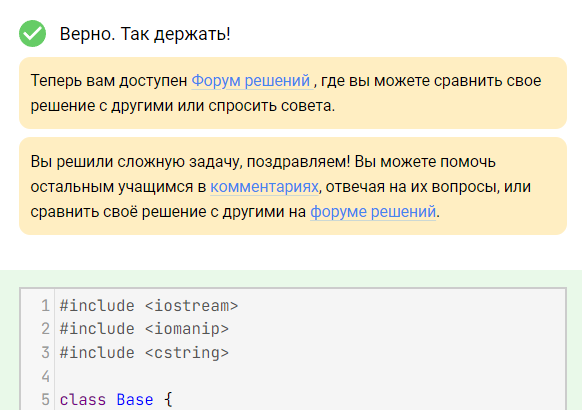 Верно. Так держать!
Теперь вам доступен Форум решений , где вы можете сравнить свое
решение с другими или спросить совета.
Вы решили сложную задачу, поздравляем! Вы можете помочь
остальным учащимся в комментариях, отвечая на их вопросы, или
сравнить своё решение с другими на форуме решений.
1 #include <iostream>
2 #include <iomanip>
3 #include <cstring>
4
5 class Base {